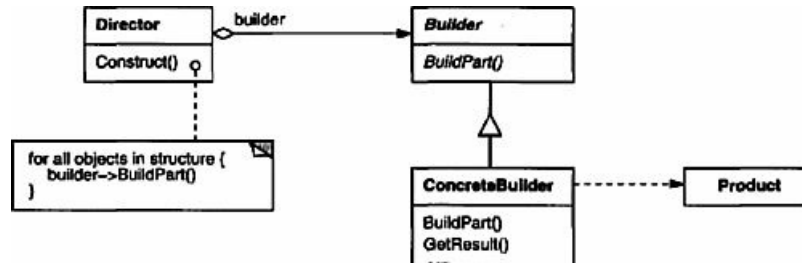 Director
builder
Builder
Construct()
BuildPart()
for all objects in structure {
builder->BuildPart()
}
ConcreteBuilder
Product
BuildPart()
GetResult()